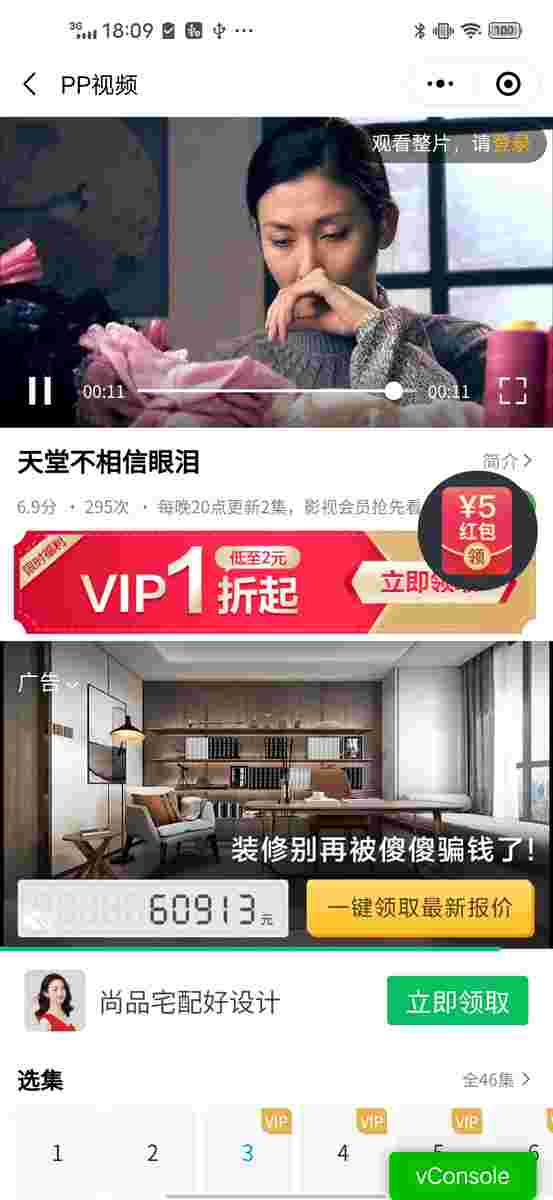 3G 18:09
100
PP视频
观看整片，请登录
00:11
00:11
天堂不相信眼泪
简介
6.9分 · 295次 · 每晚20点更新2集，影视会员抢先看
¥5
红包
领
限时福利
VIP1折起
低至2元
立即领取
广告
装修别再被傻傻骗钱了!
60913元
一键领取最新报价
尚品宅配好设计
立即领取
选集
全46集
1
2
3
VIP
4
VIP
5
VIP
6
vConsole